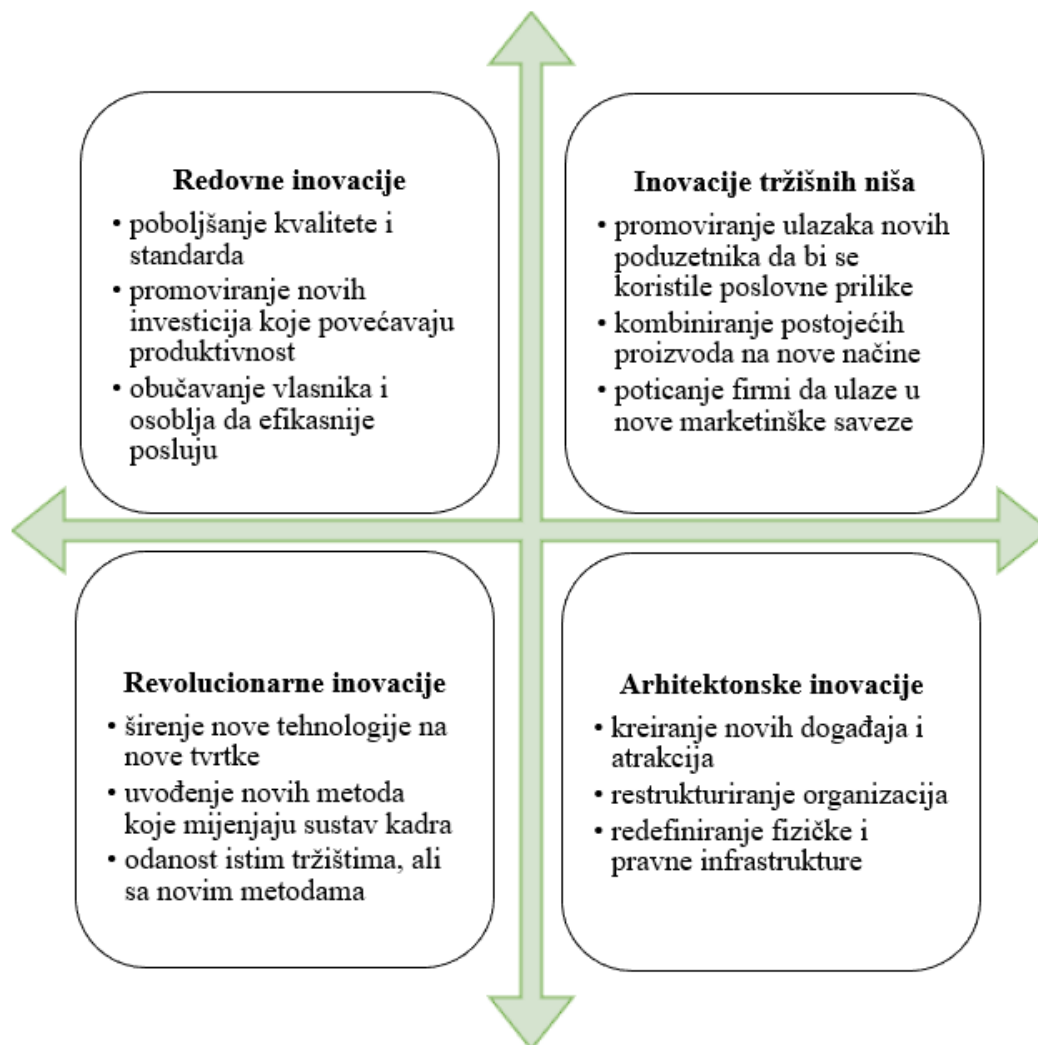 Redovne inovacije
• poboljšanje kvalitete i
standarda
• promoviranje novih
investicija koje povećavaju
produktivnost
• obučavanje vlasnika i
osoblja da efikasnije
posluju
Inovacije tržišnih niša
• promoviranje ulazaka novih
poduzetnika da bi se
koristile poslovne prilike
• kombiniranje postojećih
proizvoda na nove načine
• poticanje firmi da ulaze u
nove marketinške saveze
Revolucionarne inovacije
• širenje nove tehnologije na
nove tvrtke
• uvođenje novih metoda
koje mijenjaju sustav kadra
• odanost istim tržištima, ali
sa novim metodama
Arhitektonske inovacije
• kreiranje novih događaja i
atrakcija
• restrukturiranje organizacija
• redefiniranje fizičke i
pravne infrastrukture